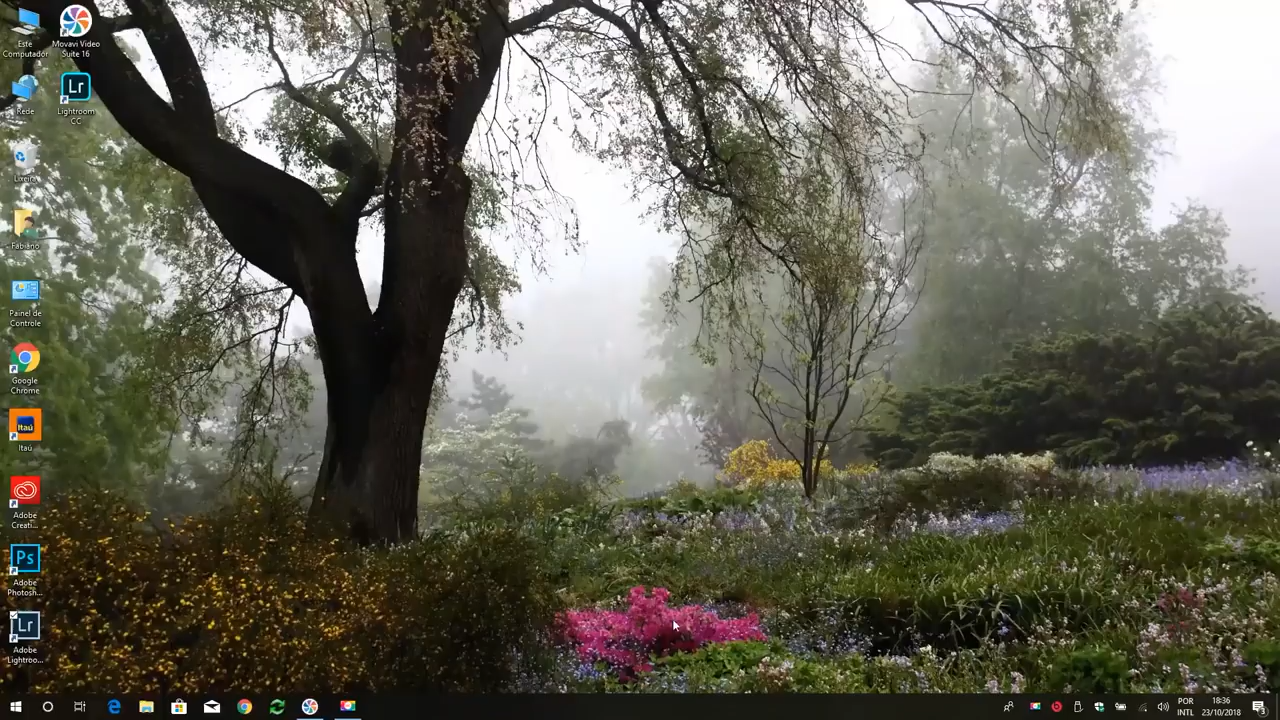 Este
Computador
Movavi Video
Suite 16
Rede
Lr
Lightroom
CC
Lixeira
Fabiano
Painel de
Controle
Google
Chrome
Itaú
Itaú
Adobe
Creati...
Ps
Adobe
Photosh...
Lr
Adobe
Lightroo...
POR
INTL
18:36
23/10/2018
3